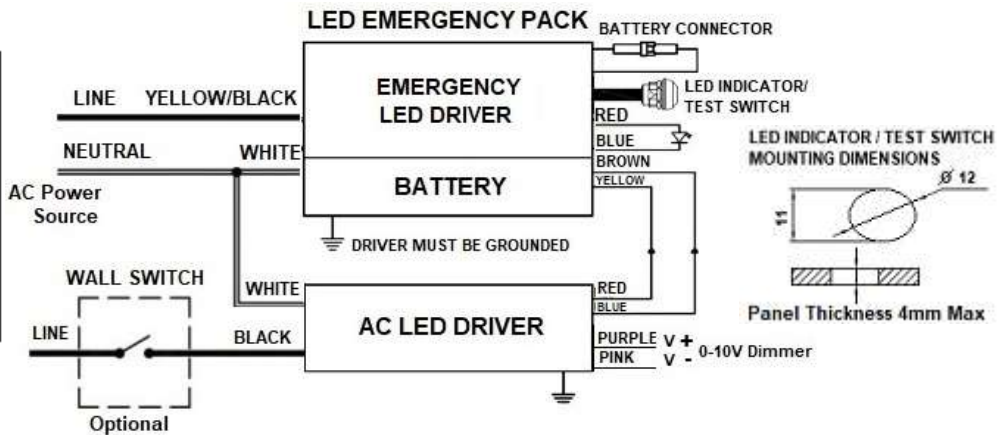 LED EMERGENCY PACK
BATTERY CONNECTOR
EMERGENCY
LED DRIVER
LED INDICATOR/
TEST SWITCH
LINE YELLOW/BLACK
RED
BLUE
NEUTRAL WHITE
BROWN
YELLOW
BATTERY
AC Power
Source
DRIVER MUST BE GROUNDED
LED INDICATOR / TEST SWITCH
MOUNTING DIMENSIONS
Ø 12
11
Panel Thickness 4mm Max
WALL SWITCH
WHITE
RED
BLUE
AC LED DRIVER
LINE
BLACK
PURPLE V +
PINK V -
0-10V Dimmer
Optional